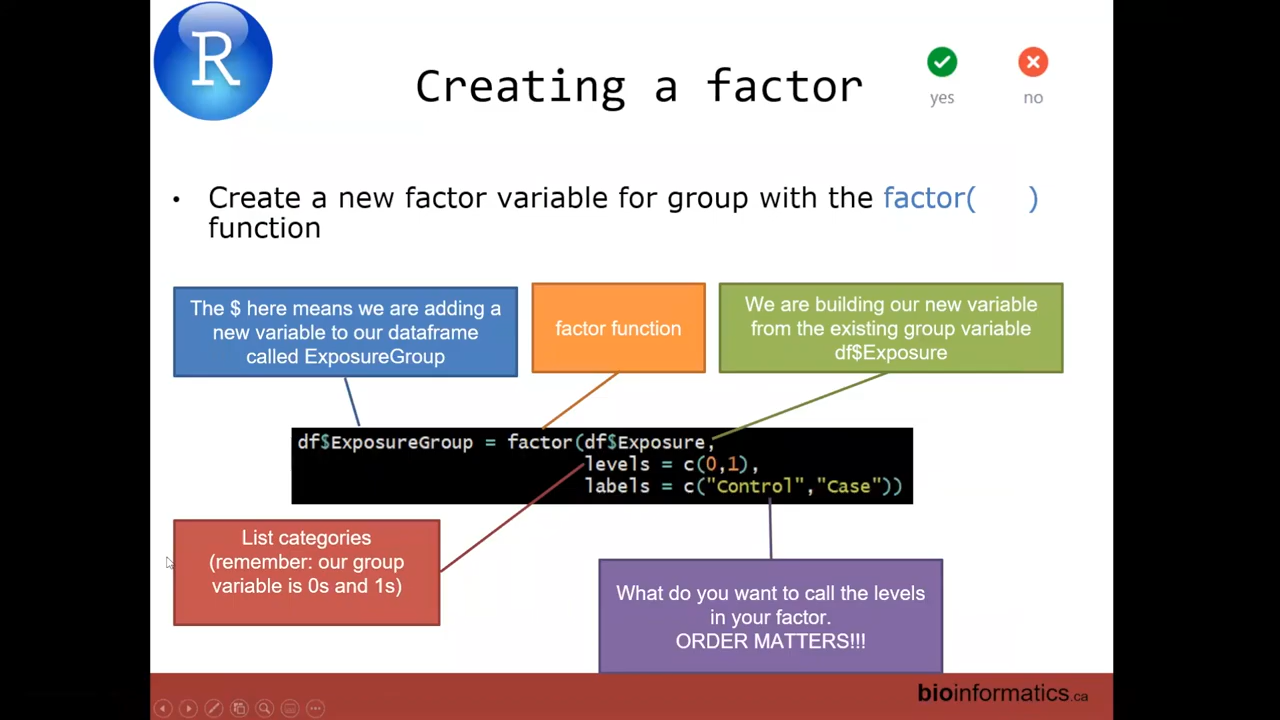 R
Creating a factor
yes
no
• Create a new factor variable for group with the factor( )
function
The $ here means we are adding a
new variable to our dataframe
called ExposureGroup
factor function
We are building our new variable
from the existing group variable
df$Exposure
df$ExposureGroup = factor(df$Exposure,
levels = c(0,1),
labels = c("Control","Case"))
List categories
(remember: our group
variable is 0s and 1s)
What do you want to call the levels
in your factor.
ORDER MATTERS!!!
bioinformatics.ca